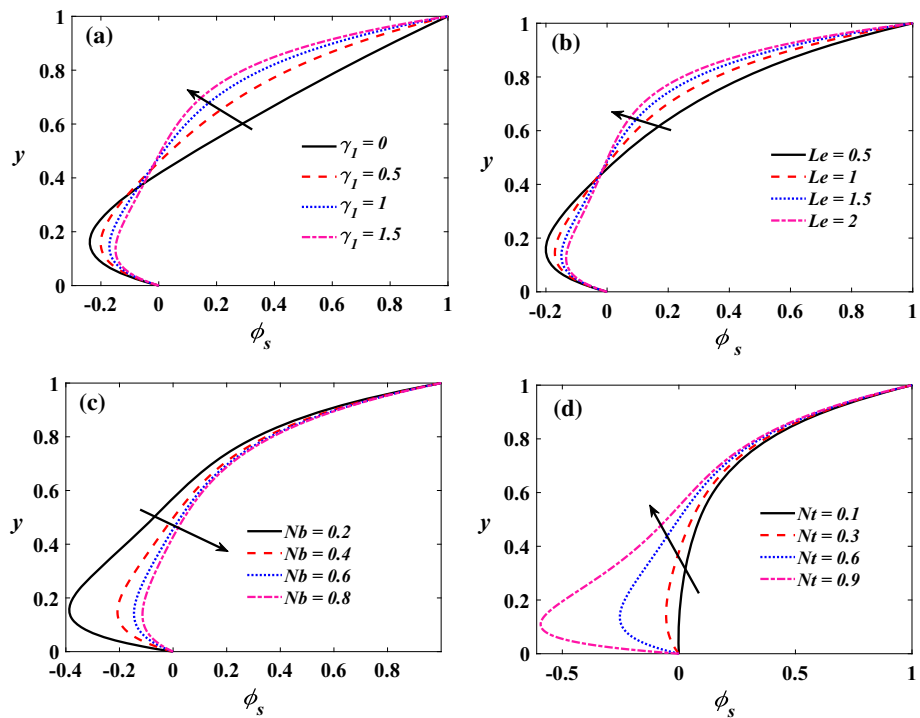 (a)
1
0.8
0.6
0.4
0.2
0
y
γ1 = 0
γ1 = 0.5
γ1 = 1
γ1 = 1.5
-0.2 0 0.2 0.4 0.6 0.8 1
ϕs
(b)
1
0.8
0.6
0.4
0.2
0
y
Le = 0.5
Le = 1
Le = 1.5
Le = 2
-0.2 0 0.2 0.4 0.6 0.8 1
ϕs
(c)
1
0.8
0.6
0.4
0.2
0
y
Nb = 0.2
Nb = 0.4
Nb = 0.6
Nb = 0.8
-0.4 -0.2 0 0.2 0.4 0.6 0.8
ϕs
(d)
1
0.8
0.6
0.4
0.2
0
y
Nt = 0.1
Nt = 0.3
Nt = 0.6
Nt = 0.9
-0.5 0 0.5 1
ϕs